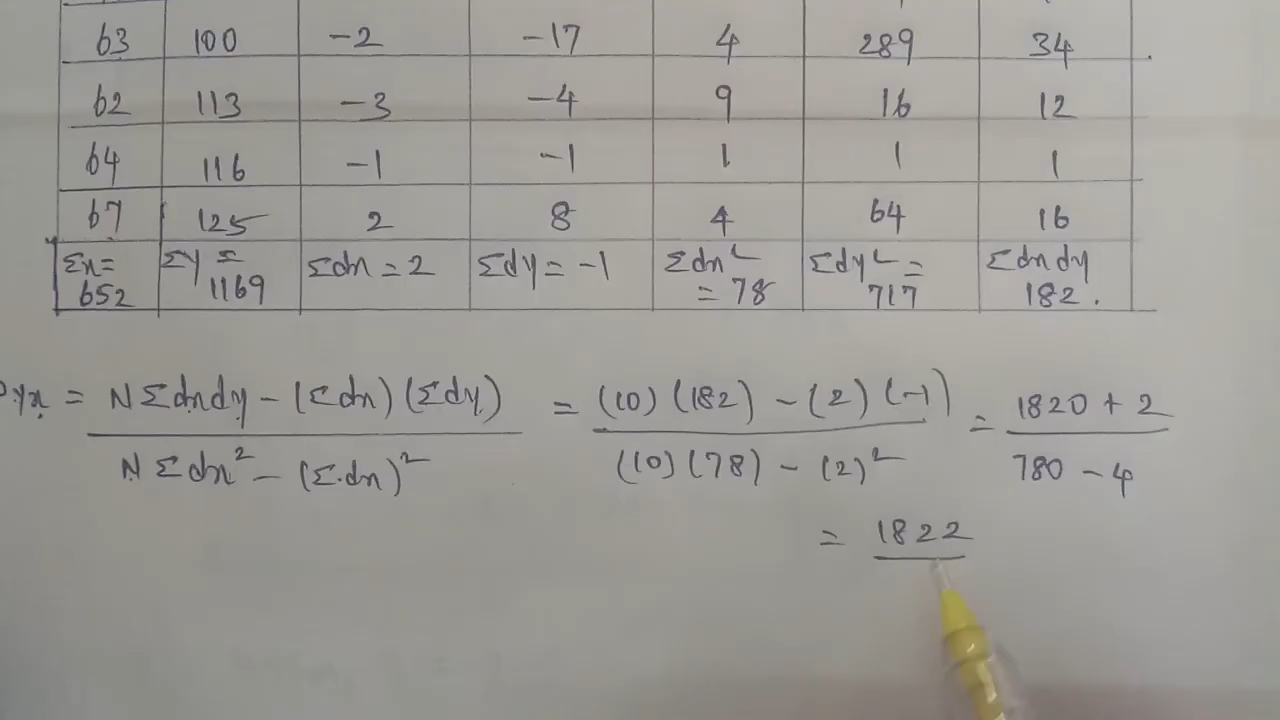 63 100 -2 -17 4 289 34
62 113 -3 -4 9 16 12
64 116 -1 -1 1 1 1
67 125 2 8 4 64 16
Σx= 652 Σy = 1169 Σdx = 2 Σdy = -1 Σdx² = 78 Σdy² = 717 Σdxdy 182.
yx = NΣdxdy - (Σdx)(Σdy) / NΣdx² - (Σdx)² = (10)(182) - (2)(-1) / (10)(78) - (2)² = 1820 + 2 / 780 - 4
= 1822